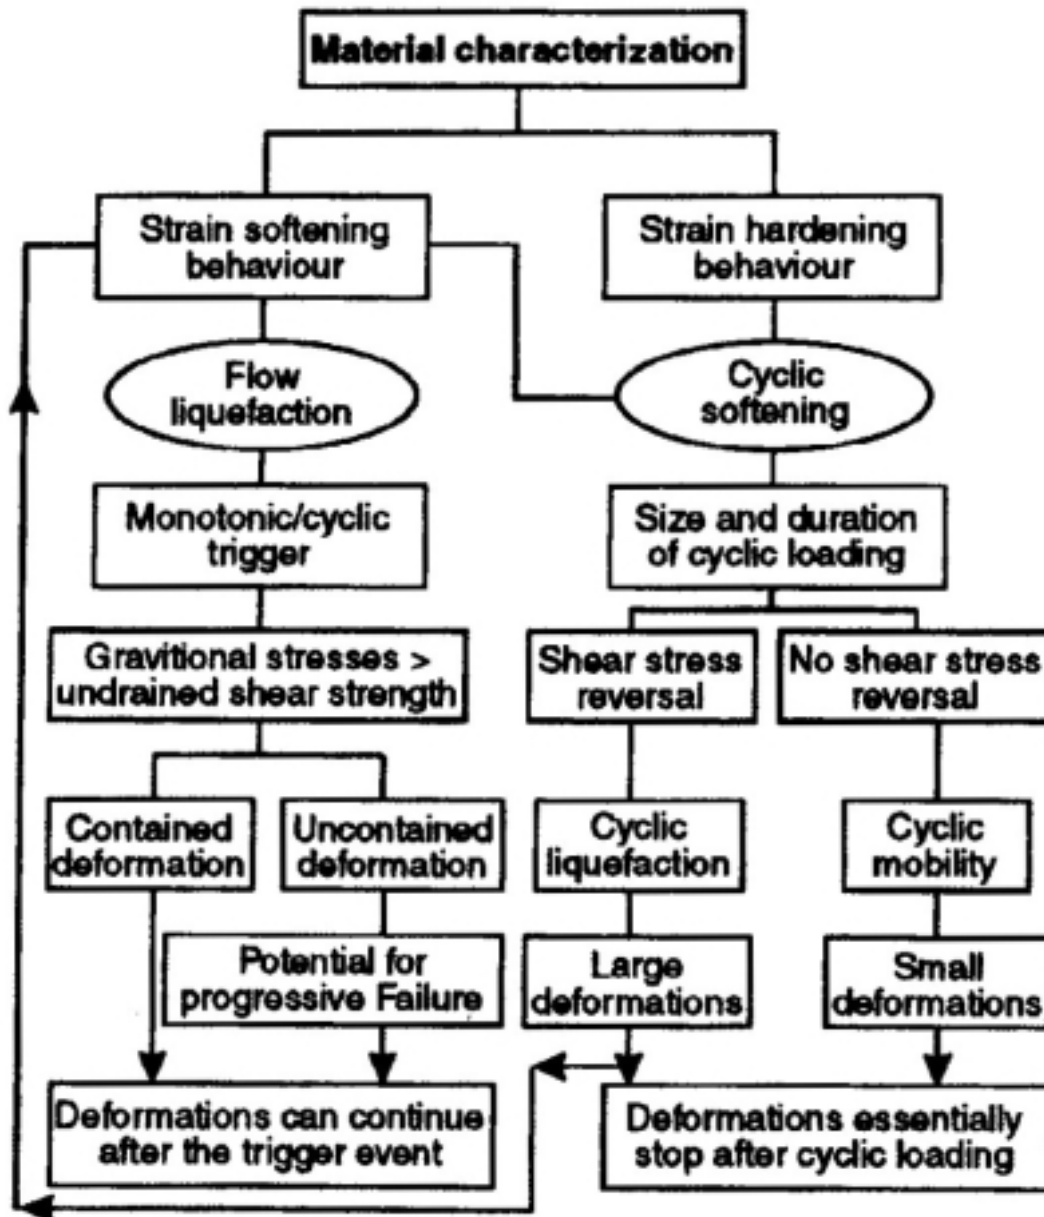 Material characterization
Strain softening
behaviour
Strain hardening
behaviour
Flow
liquefaction
Cyclic
softening
Monotonic/cyclic
trigger
Size and duration
of cyclic loading
Gravitional stresses >
undrained shear strength
Shear stress
reversal
No shear stress
reversal
Contained
deformation
Uncontained
deformation
Cyclic
liquefaction
Cyclic
mobility
Potential for
progressive Failure
Large
deformations
Small
deformations
Deformations can continue
after the trigger event
Deformations essentially
stop after cyclic loading